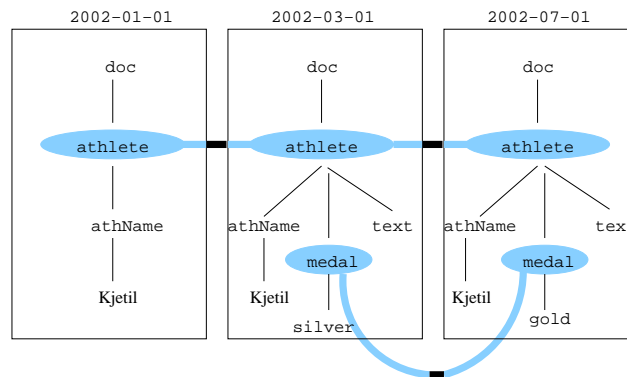 2002-01-01 2002-03-01 2002-07-01
doc doc doc
athlete athlete athlete
athName athName text athName tex
medal medal
Kjetil Kjetil Kjetil
silver gold